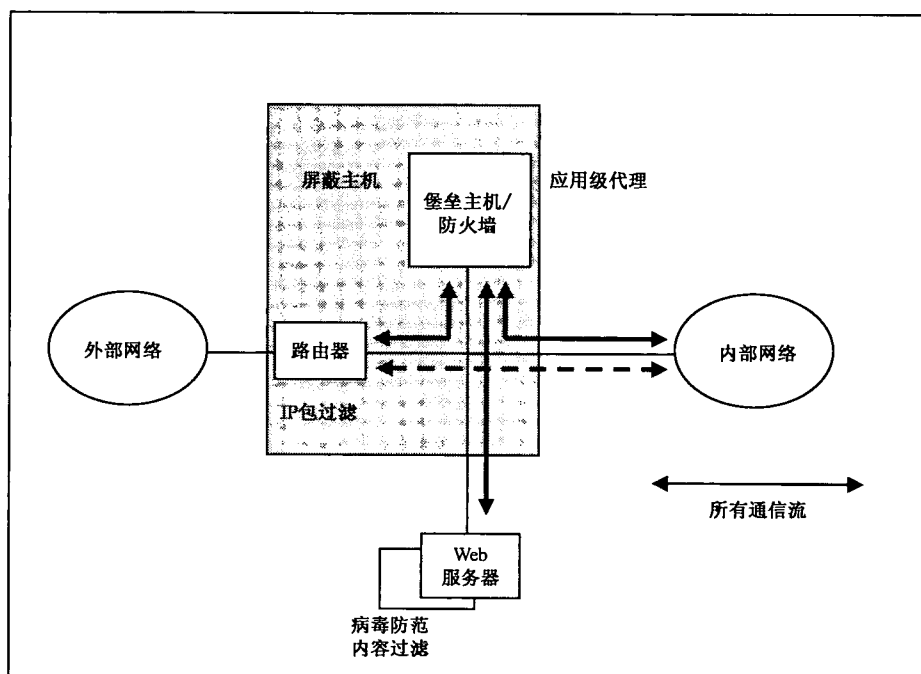 屏蔽主机
堡垒主机/
防火墙
应用级代理
外部网络
路由器
内部网络
IP包过滤
所有通信流
Web
服务器
病毒防范
内容过滤